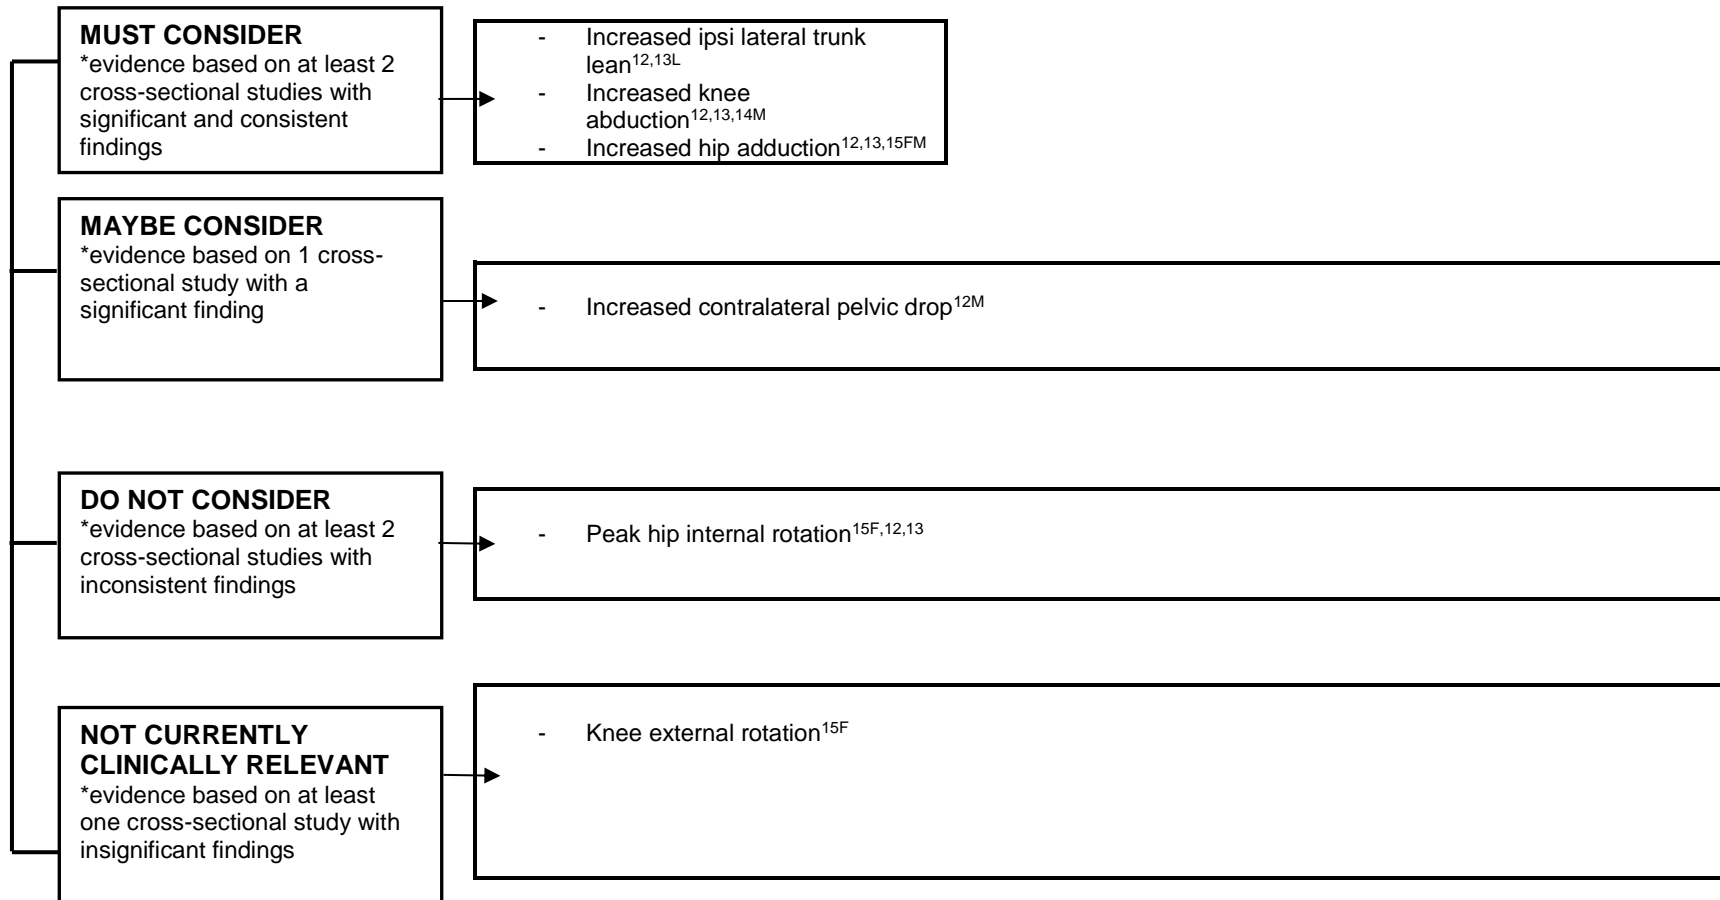 MUST CONSIDER
*evidence based on at least 2
cross-sectional studies with
significant and consistent
findings
- Increased ipsi lateral trunk
lean12,13L
- Increased knee
abduction12,13,14M
- Increased hip adduction12,13,15FM
MAYBE CONSIDER
*evidence based on 1 cross-
sectional study with a
significant finding
- Increased contralateral pelvic drop12M
DO NOT CONSIDER
*evidence based on at least 2
cross-sectional studies with
inconsistent findings
- Peak hip internal rotation15F,12,13
NOT CURRENTLY
CLINICALLY RELEVANT
*evidence based on at least
one cross-sectional study with
insignificant findings
- Knee external rotation15F